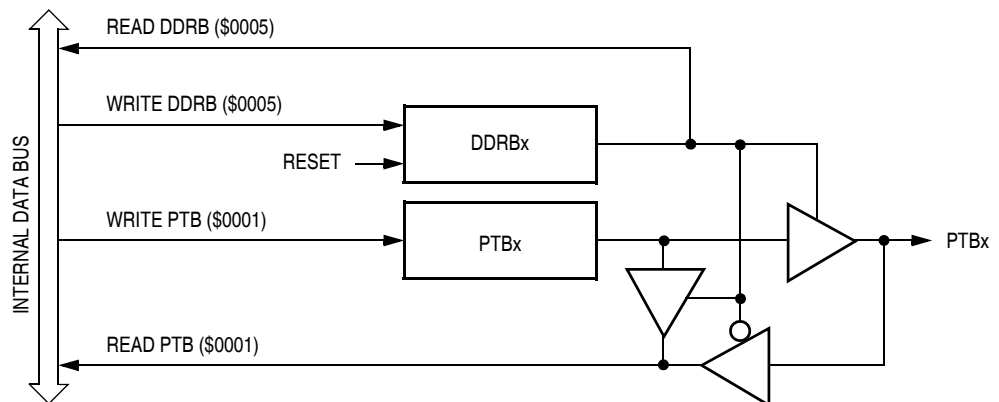 READ DDRB ($0005)
WRITE DDRB ($0005)
DDRBx
RESET
INTERNAL DATA BUS
WRITE PTB ($0001)
PTBx
PTBx
READ PTB ($0001)